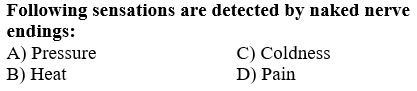 Following sensations are detected by naked nerve
endings:
A) Pressure C) Coldness
B) Heat D) Pain